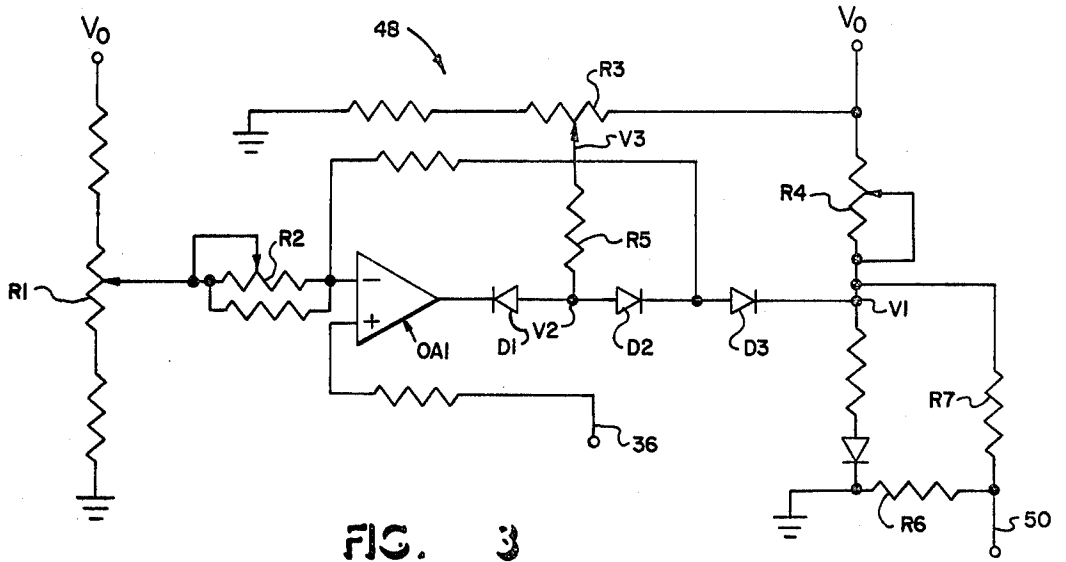 V0
V0
48
R3
V3
R4
R2
R5
R1
−
+
OA1
D1
V2
D2
D3
V1
R7
36
R6
50
FIG. 3